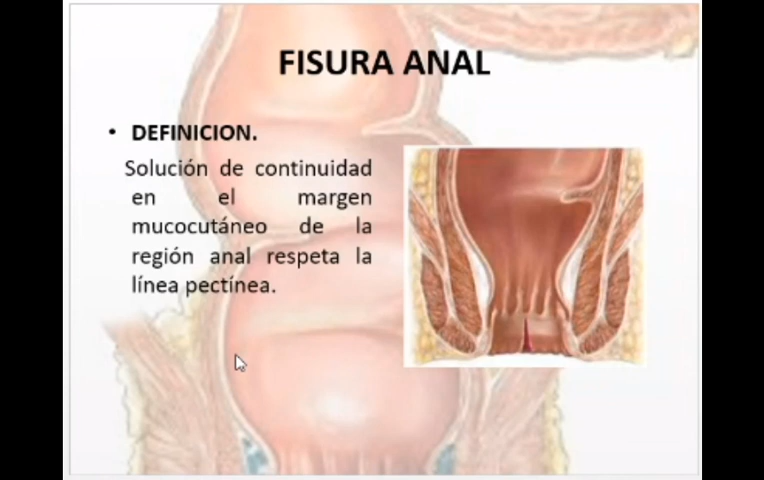 FISURA ANAL
• DEFINICION.
Solución de continuidad
en el margen
mucocutáneo de la
región anal respeta la
línea pectínea.